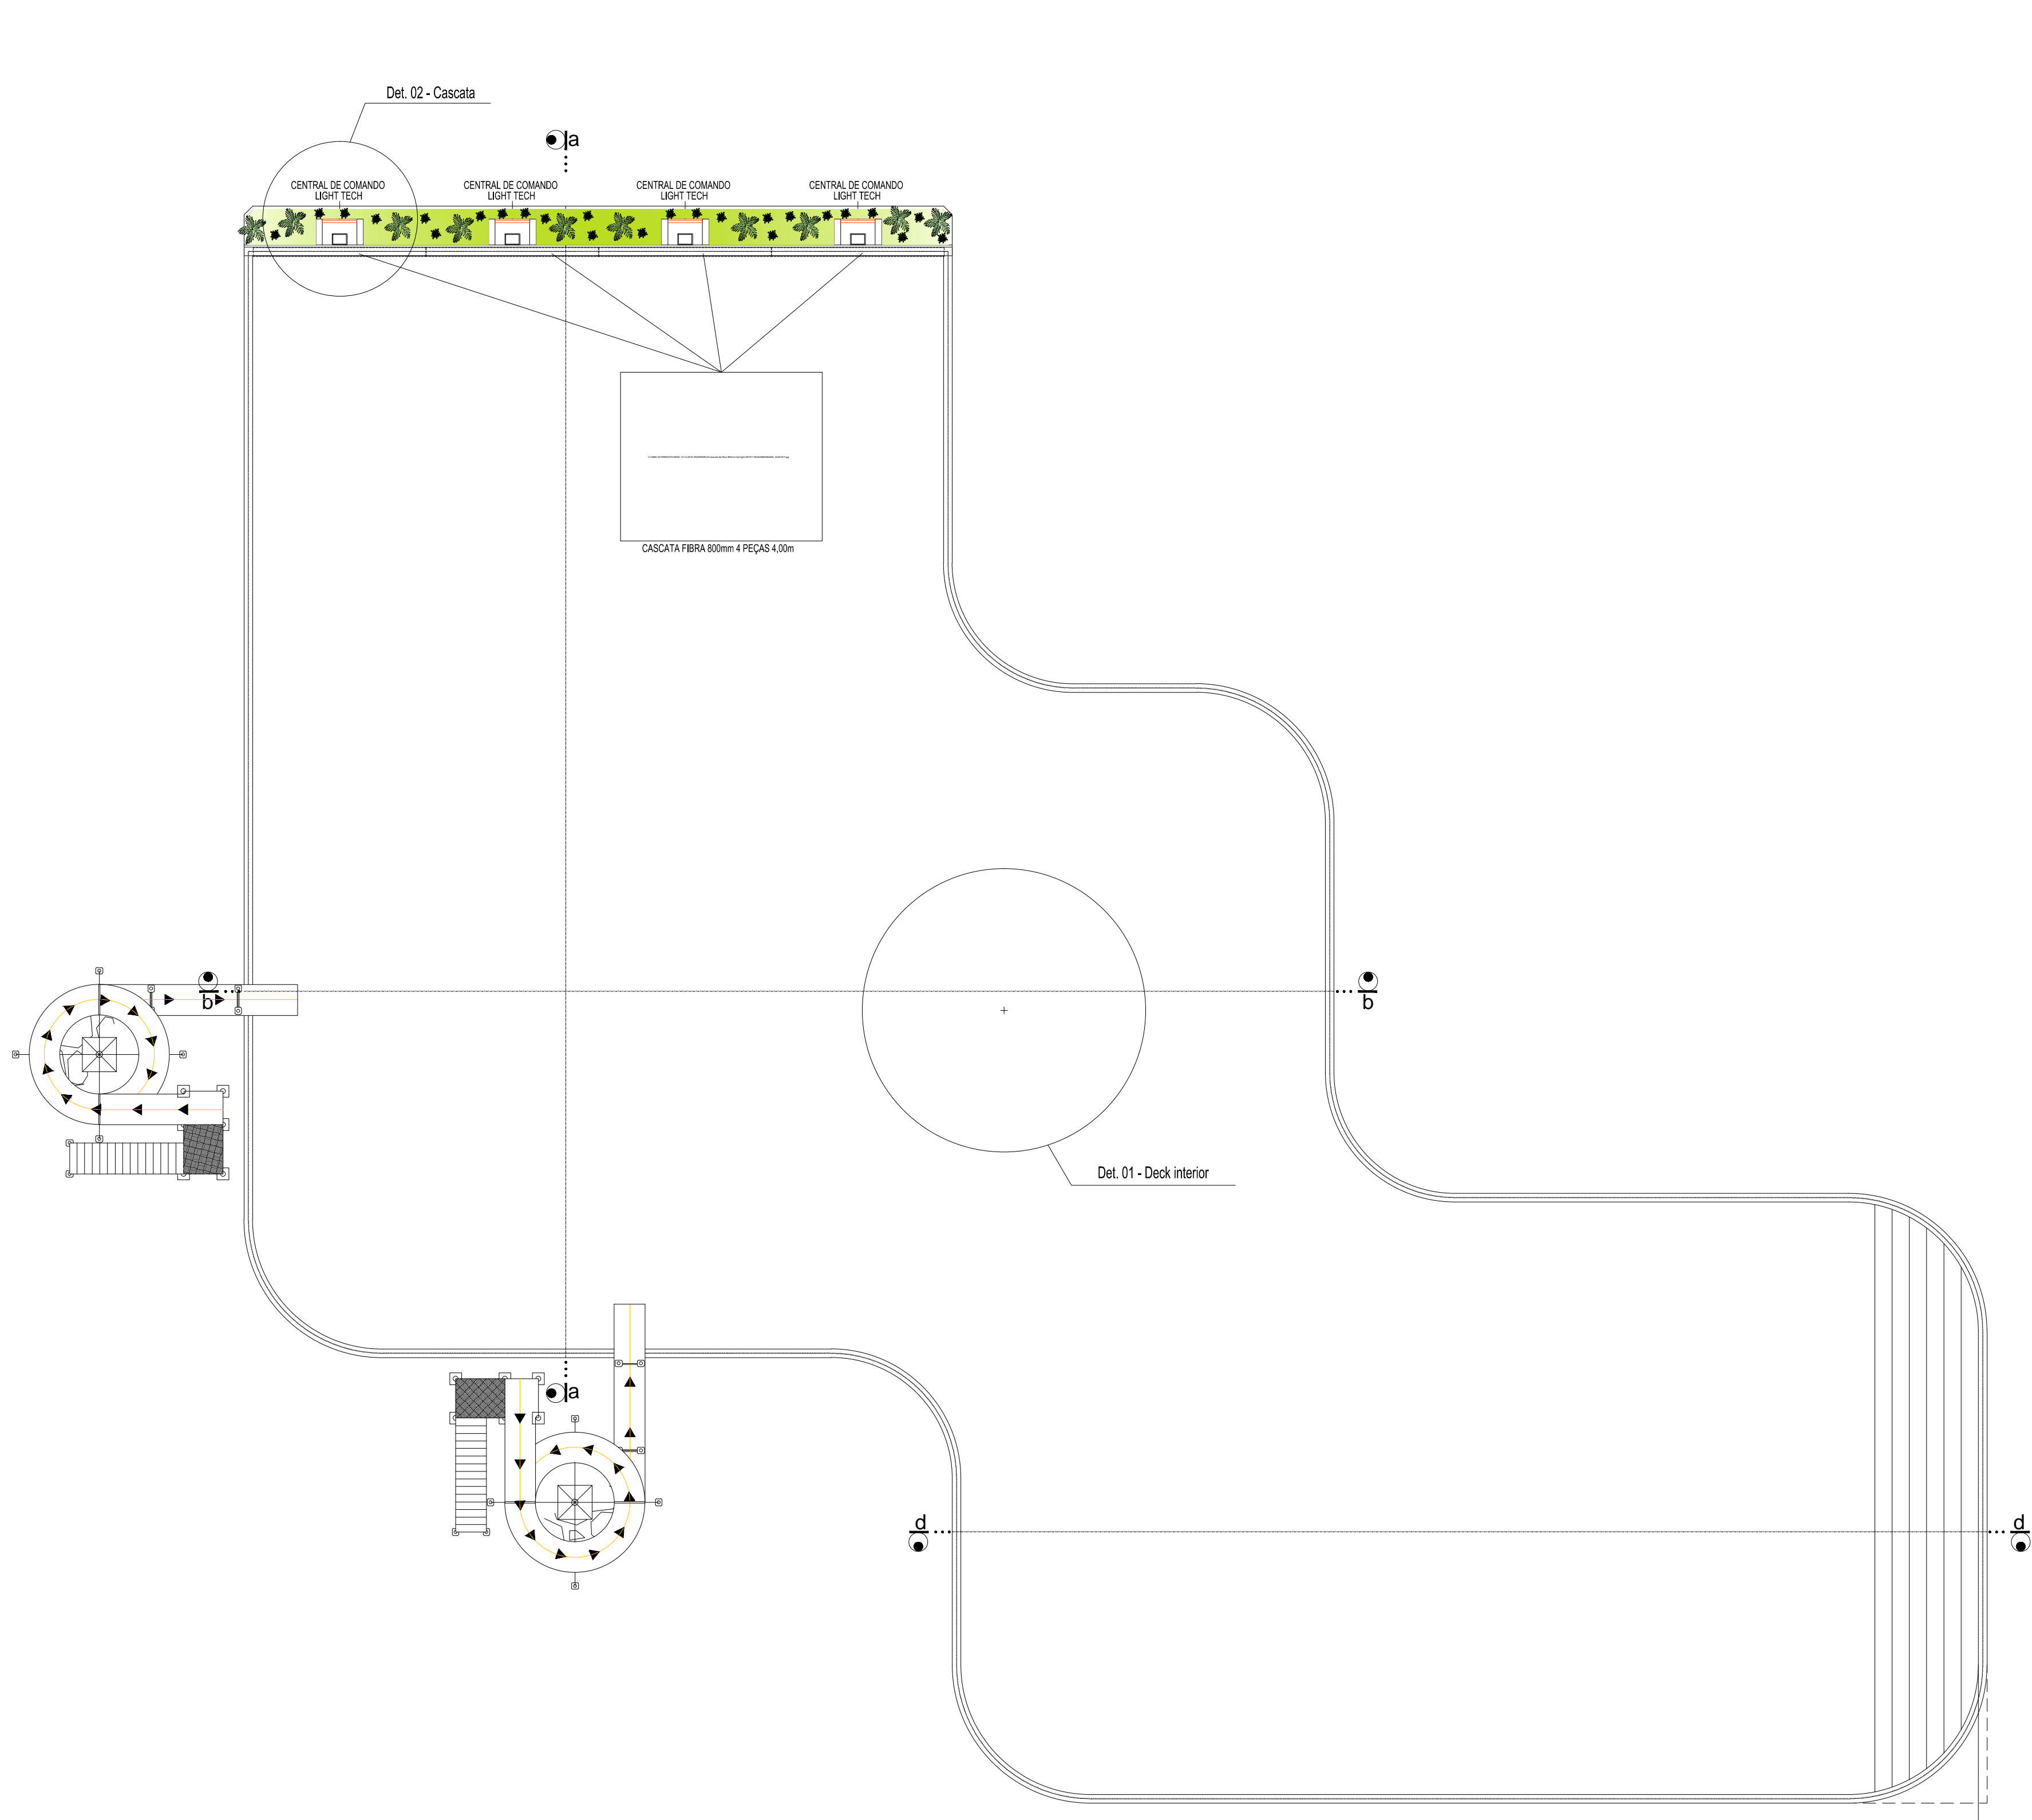 Det. 02 - Cascata
a
CENTRAL DE COMANDO
LIGHT TECH
CENTRAL DE COMANDO
LIGHT TECH
CENTRAL DE COMANDO
LIGHT TECH
CENTRAL DE COMANDO
LIGHT TECH
CASCATA FIBRA 800mm 4 PEÇAS 4,00m
b
b
Det. 01 - Deck interior
a
d
d